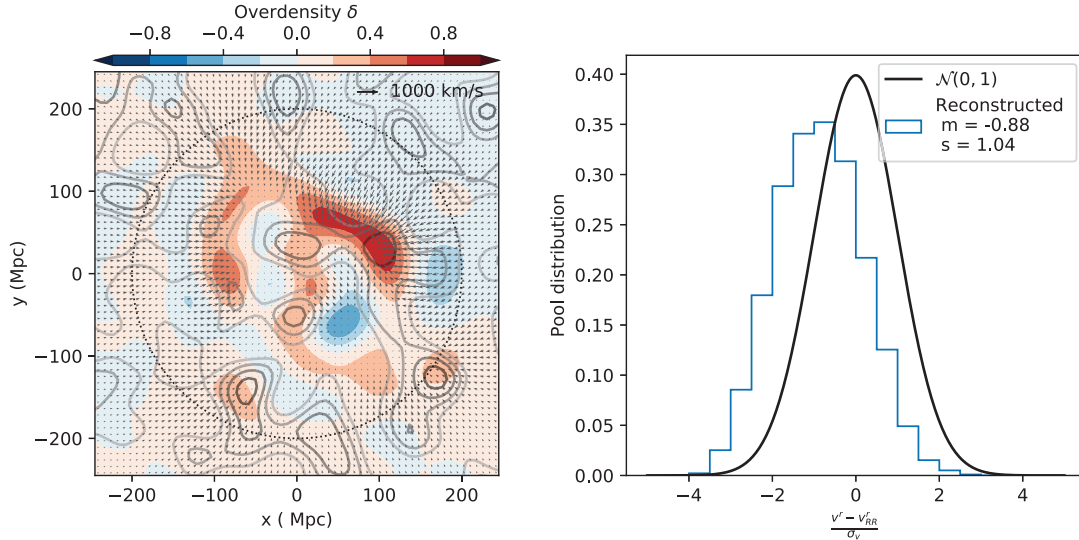 Overdensity δ
−0.8 −0.4 0.0 0.4 0.8
1000 km/s
200
100
0
−100
−200
y (Mpc)
−200 −100 0 100 200
x ( Mpc)
0.40
0.35
0.30
0.25
0.20
0.15
0.10
0.05
0.00
Pool distribution
𝒩(0, 1)
Reconstructed
m = -0.88
s = 1.04
−4 −2 0 2 4
v^r − v^r_RR
σ_v